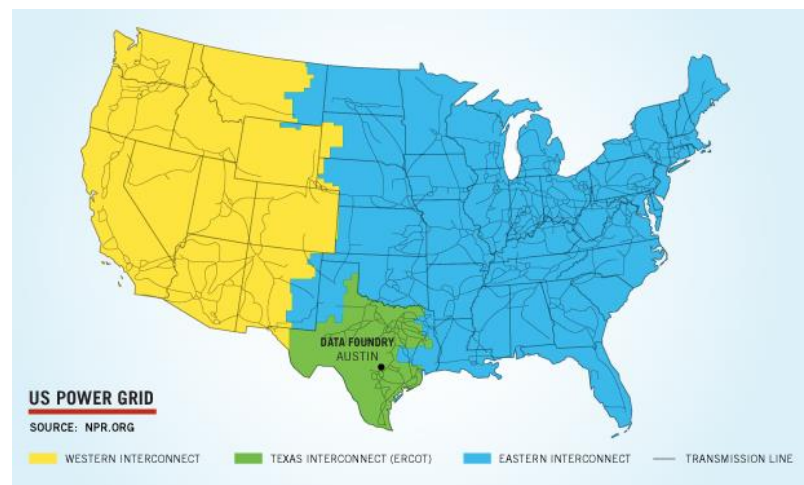 DATA FOUNDRY
AUSTIN
US POWER GRID
SOURCE: NPR.ORG
WESTERN INTERCONNECT
TEXAS INTERCONNECT (ERCOT)
EASTERN INTERCONNECT
TRANSMISSION LINE